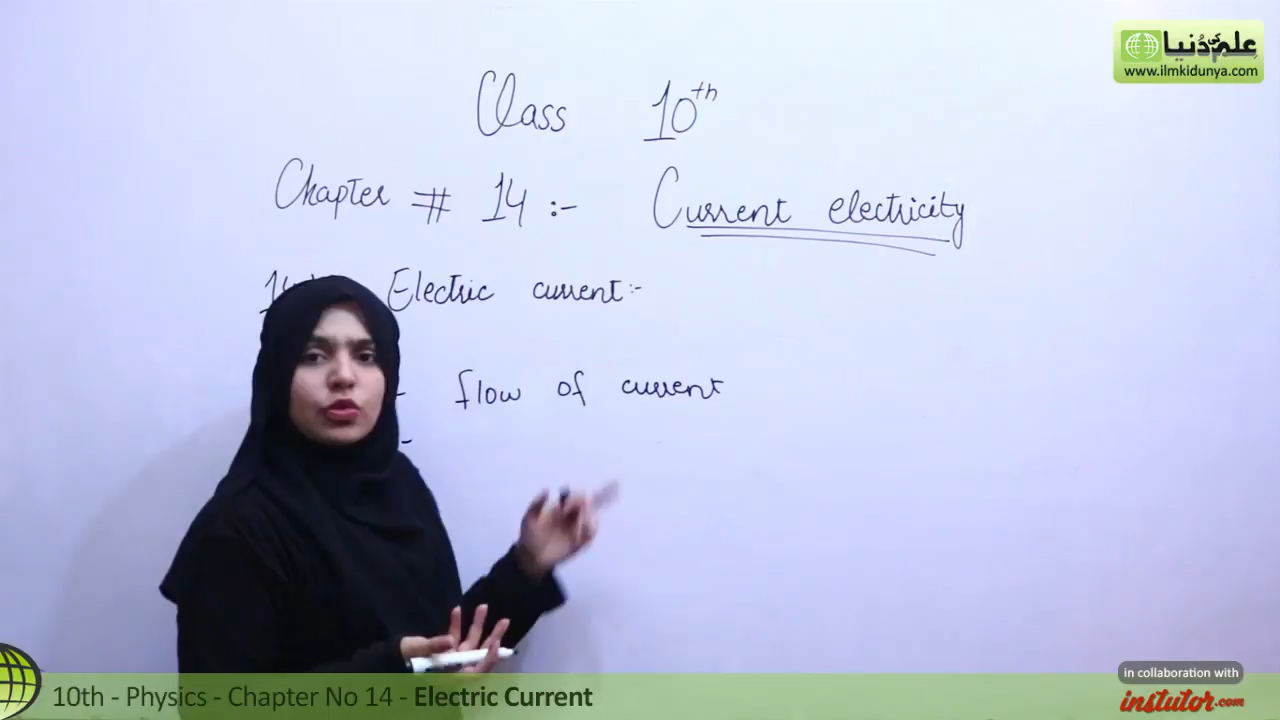 علم کی دنیا
www.ilmkidunya.com
Class 10th
Chapter # 14 :- Current electricity
Electric current:-
- flow of current
-
10th - Physics - Chapter No 14 - Electric Current
in collaboration with
instutor.com